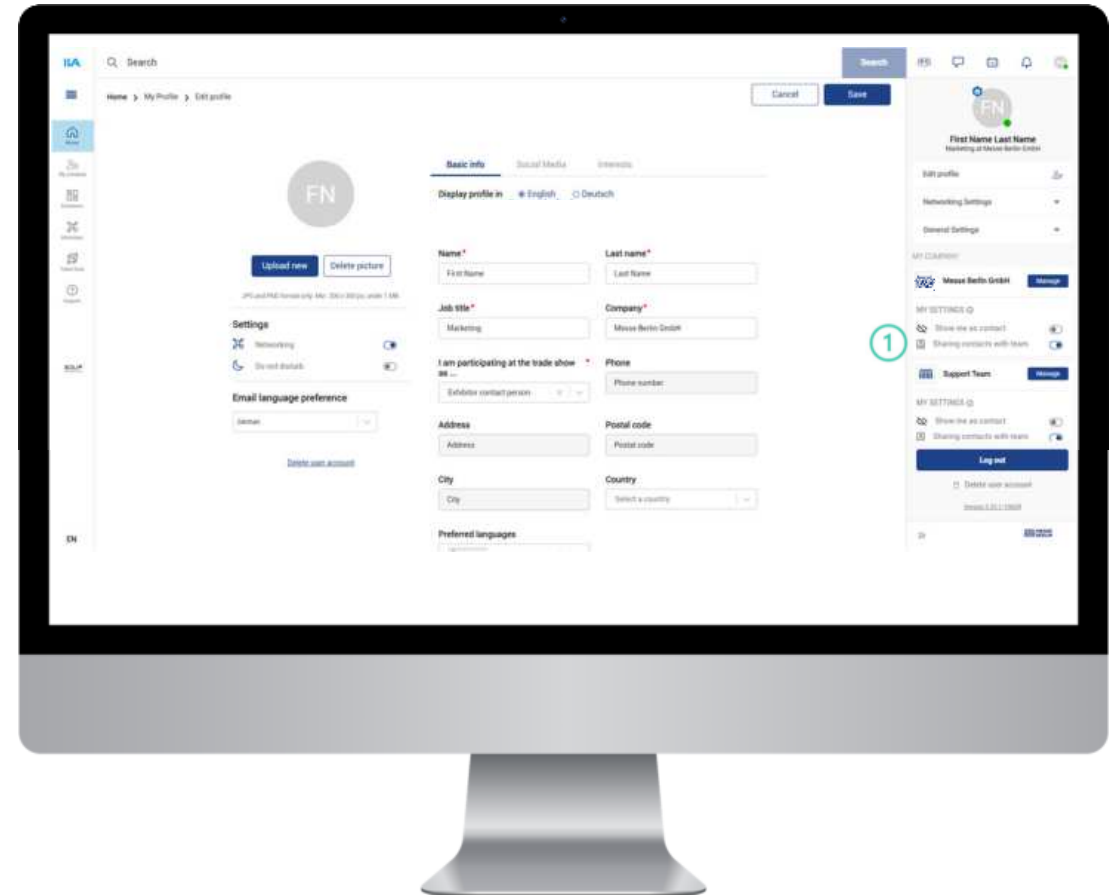 Search
Search
Home > My Profile > Edit profile
Cancel
Save
Home
FN
Upload new
Delete picture
Settings
Networking
Do not disturb
Email language preference
German
Delete user account
EN
Basic info
Social Media
Interests
Display profile in
English
Deutsch
Name*
Last name*
First Name
Last Name
Job title*
Company*
Marketing
Messe Berlin GmbH
I am participating at the trade show *
as ...
Exhibitor contact person
Phone
Phone number
Address
Postal code
Address
Postal code
City
Country
City
Select a country
Preferred languages
FN
First Name Last Name
Marketing at Messe Berlin GmbH
Edit profile
Networking Settings
General Settings
MY COMPANY
Messe Berlin GmbH
Manage
MY SETTINGS
1
Show me as contact
Sharing contacts with team
Support Team
Manage
MY SETTINGS
Show me as contact
Sharing contacts with team
Log out
Delete user account